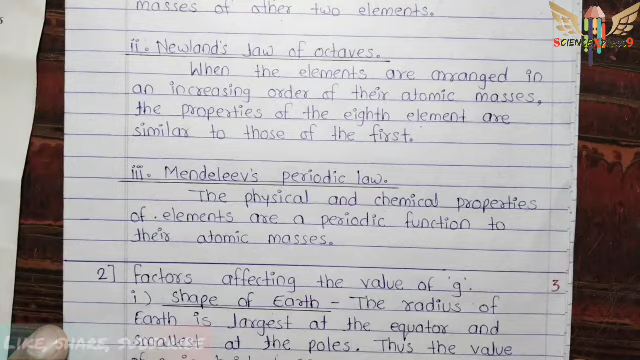 masses of other two elements.
ii. Newland's law of octaves.
When the elements are arranged in
an increasing order of their atomic masses,
the properties of the eighth element are
similar to those of the first.
iii. Mendeleev's periodic law.
The physical and chemical properties
of. elements are a periodic function to
their atomic masses.
2] Factors affecting the value of 'g'. 3
i) Shape of Earth - The radius of
Earth is largest at the equator and
smallest at the poles. Thus the value
LIKE, SHARE, SU